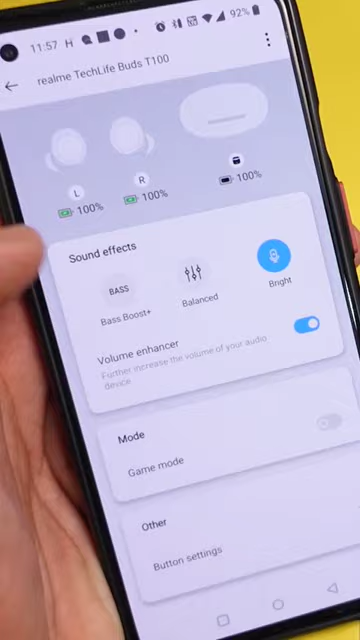 11:57 H 92%
realme TechLife Buds T100
L R
100% 100% 100%
Sound effects
BASS
Bass Boost+ Balanced Bright
Volume enhancer
Further increase the volume of your audio
device.
Mode
Game mode
Other
Button settings